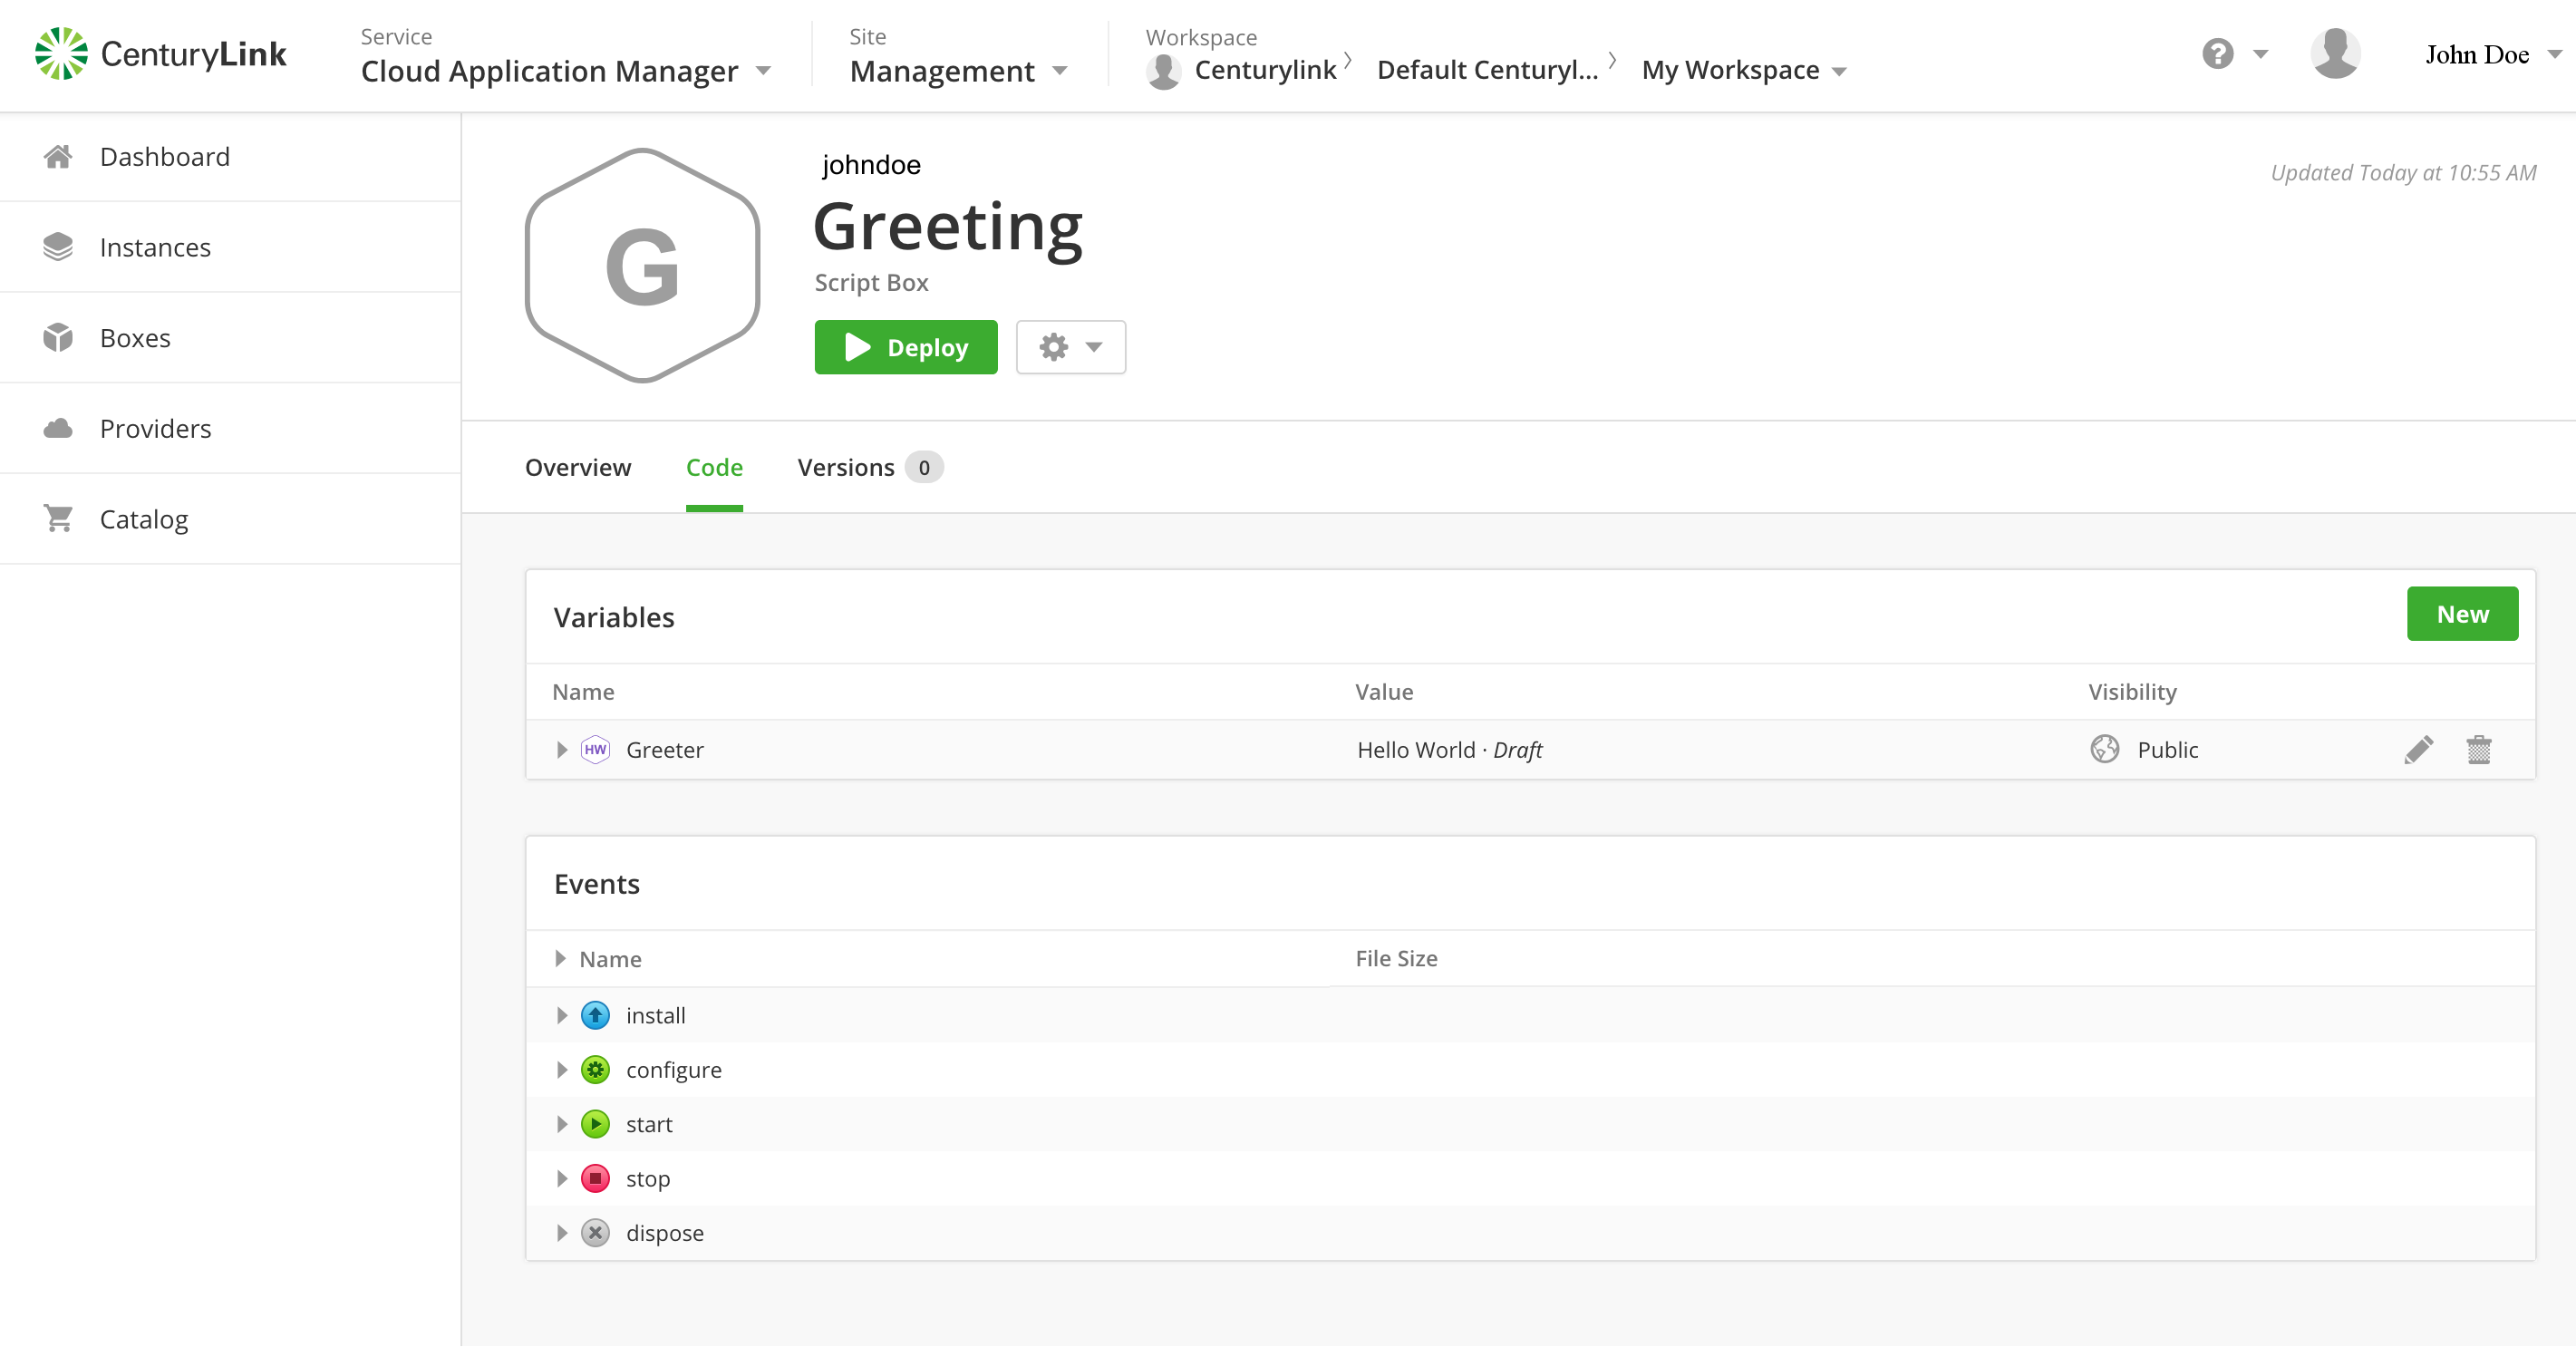 CenturyLink
Service
Cloud Application Manager
Site
Management
Workspace
Centurylink
Default Centuryl...
My Workspace
?
John Doe
Dashboard
Instances
Boxes
Providers
Catalog
G
johndoe
Greeting
Script Box
Deploy
Updated Today at 10:55 AM
Overview
Code
Versions 0
Variables
New
Name Value Visibility
HW Greeter Hello World · Draft Public
Events
Name File Size
install
configure
start
stop
dispose